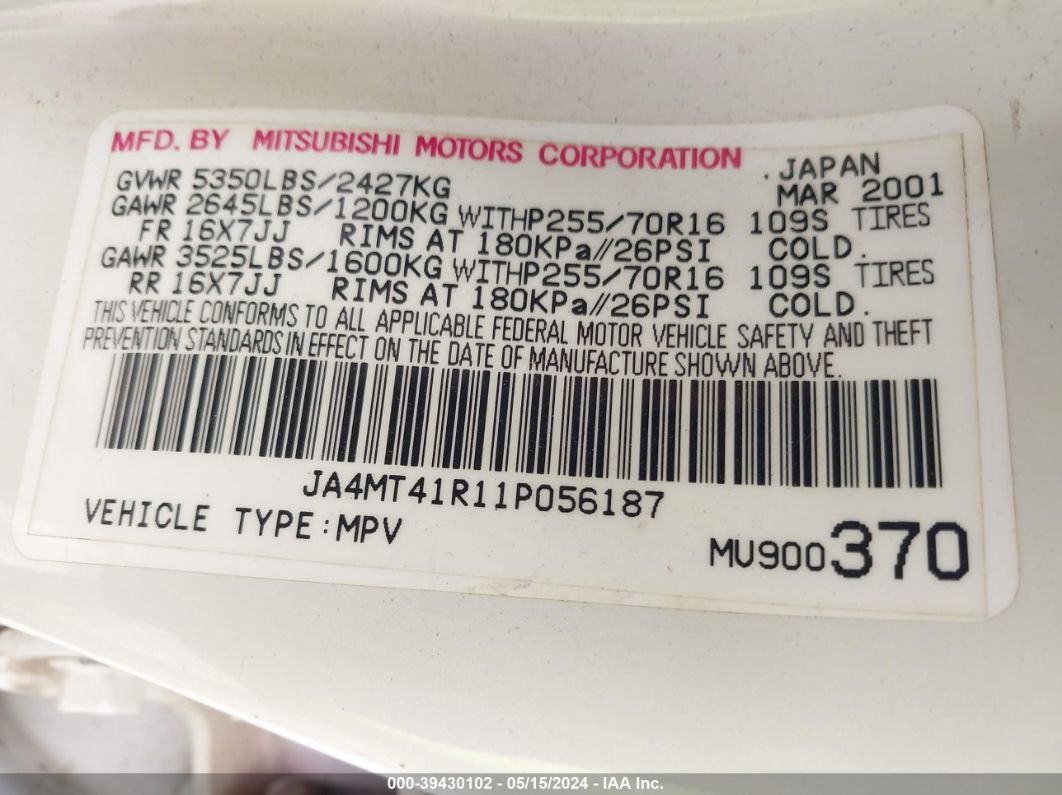 MFD. BY MITSUBISHI MOTORS CORPORATION .JAPAN
GVWR 5350LBS/2427KG MAR 2001
GAWR 2645LBS/1200KG WITHP255/70R16 109S TIRES
FR 16X7JJ RIMS AT 180KPa//26PSI COLD.
GAWR 3525LBS/1600KG WITHP255/70R16 109S TIRES
RR 16X7JJ RIMS AT 180KPa//26PSI COLD.
THIS VEHICLE CONFORMS TO ALL APPLICABLE FEDERAL MOTOR VEHICLE SAFETY AND THEFT
PREVENTION STANDARDS IN EFFECT ON THE DATE OF MANUFACTURE SHOWN ABOVE.
JA4MT41R11P056187
VEHICLE TYPE:MPV
MU900370
000-39430102 - 05/15/2024 - IAA Inc.